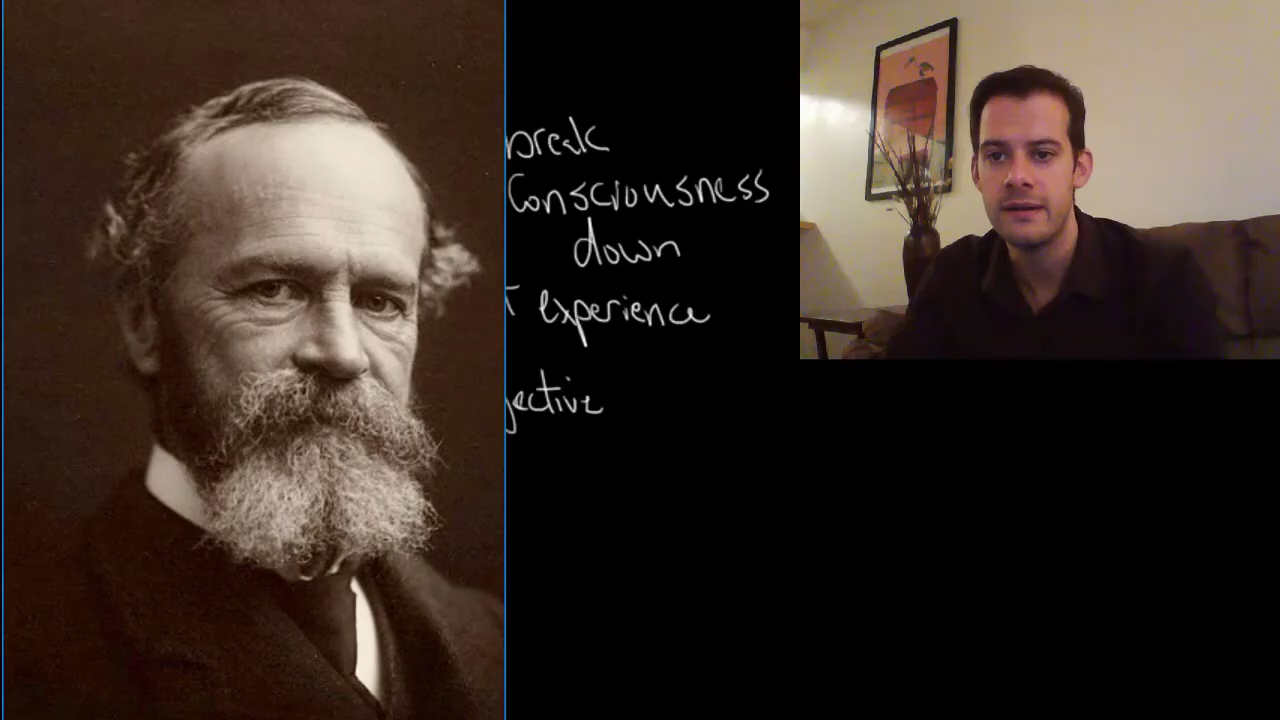 break
Consciousness
down
experience
jective